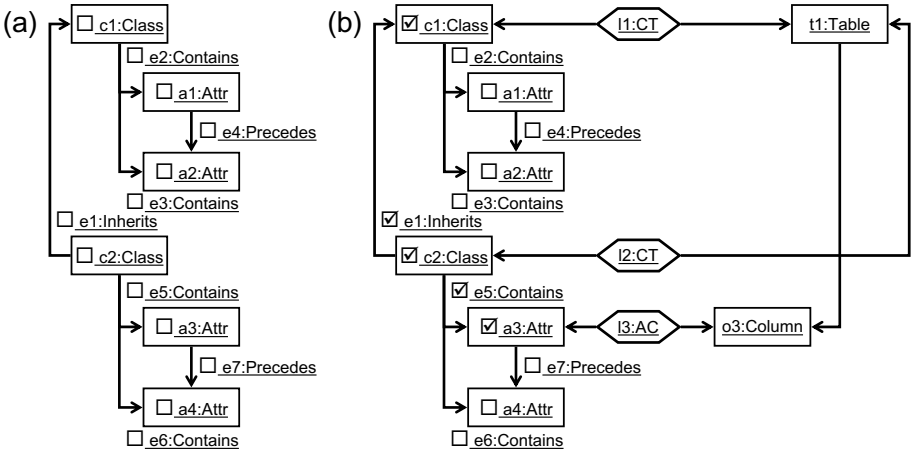 (a)
c1:Class
e2:Contains
a1:Attr
e4:Precedes
a2:Attr
e3:Contains
e1:Inherits
c2:Class
e5:Contains
a3:Attr
e7:Precedes
a4:Attr
e6:Contains
(b)
c1:Class
l1:CT
t1:Table
e2:Contains
a1:Attr
e4:Precedes
a2:Attr
e3:Contains
e1:Inherits
c2:Class
l2:CT
e5:Contains
a3:Attr
l3:AC
o3:Column
e7:Precedes
a4:Attr
e6:Contains